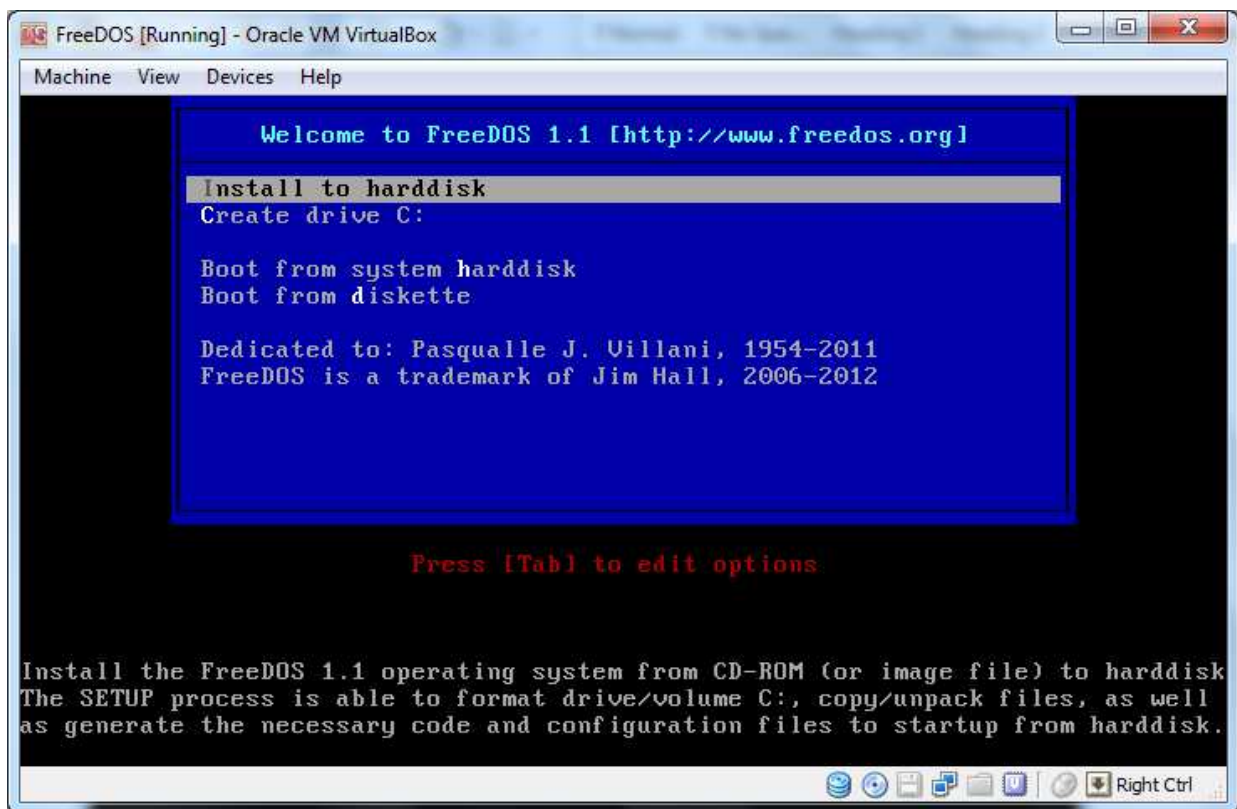 FreeDOS [Running] - Oracle VM VirtualBox
Machine View Devices Help
Welcome to FreeDOS 1.1 [http://www.freedos.org]
Install to harddisk
Create drive C:
Boot from system harddisk
Boot from diskette
Dedicated to: Pasqualle J. Villani, 1954-2011
FreeDOS is a trademark of Jim Hall, 2006-2012
Press [Tab] to edit options
Install the FreeDOS 1.1 operating system from CD-ROM (or image file) to harddisk
The SETUP process is able to format drive/volume C:, copy/unpack files, as well
as generate the necessary code and configuration files to startup from harddisk.
Right Ctrl